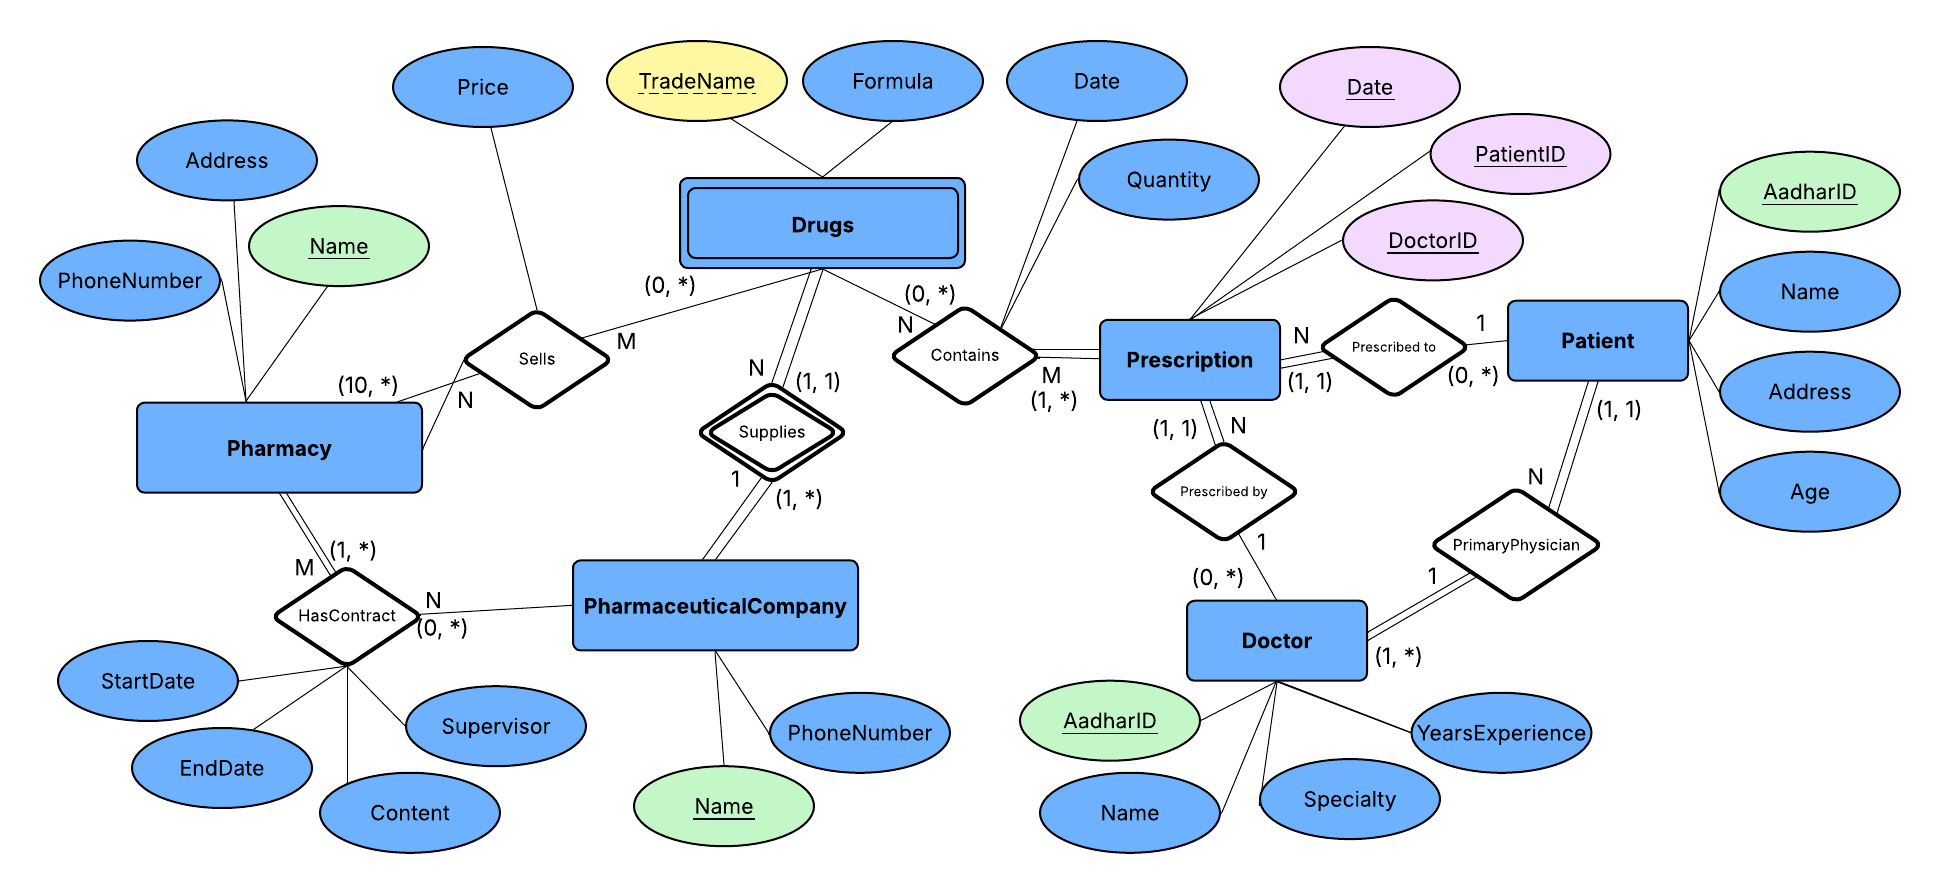 Price
TradeName
Formula
Date
Date
Address
PatientID
Quantity
AadharID
Name
Drugs
DoctorID
PhoneNumber
(0, *)
(0, *)
N
M
Name
Sells
Contains
Prescription
N
Prescribed to
1
Patient
(10, *)
N
N
(1, 1)
M
(1, *)
(1, 1)
(0, *)
Address
(1, 1)
Pharmacy
Supplies
(1, 1)
N
1
(1, *)
Prescribed by
N
Age
(1, *)
M
HasContract
N
(0, *)
PharmaceuticalCompany
1
(0, *)
PrimaryPhysician
1
Doctor
(1, *)
StartDate
Supervisor
EndDate
Content
PhoneNumber
Name
AadharID
YearsExperience
Name
Specialty